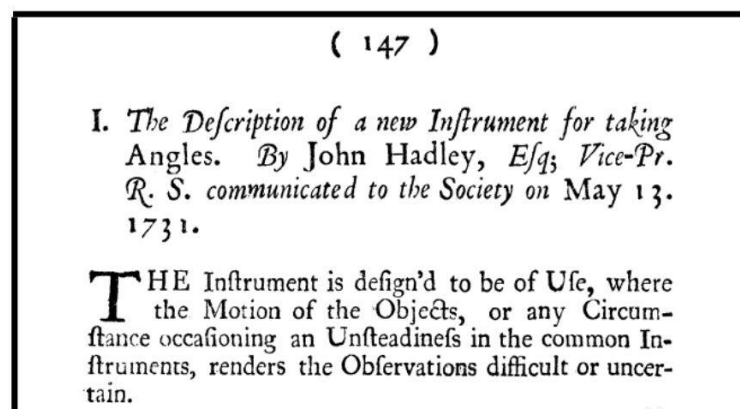 ( 147 )
I. The Deſcription of a new Inſtrument for taking
Angles. By John Hadley, Eſq; Vice-Pr.
R. S. communicated to the Society on May 13.
1731.
THE Inſtrument is deſign'd to be of Uſe, where
the Motion of the Objects, or any Circum-
ſtance occaſioning an Unſteadineſs in the common In-
ſtruments, renders the Obſervations difficult or uncer-
tain.